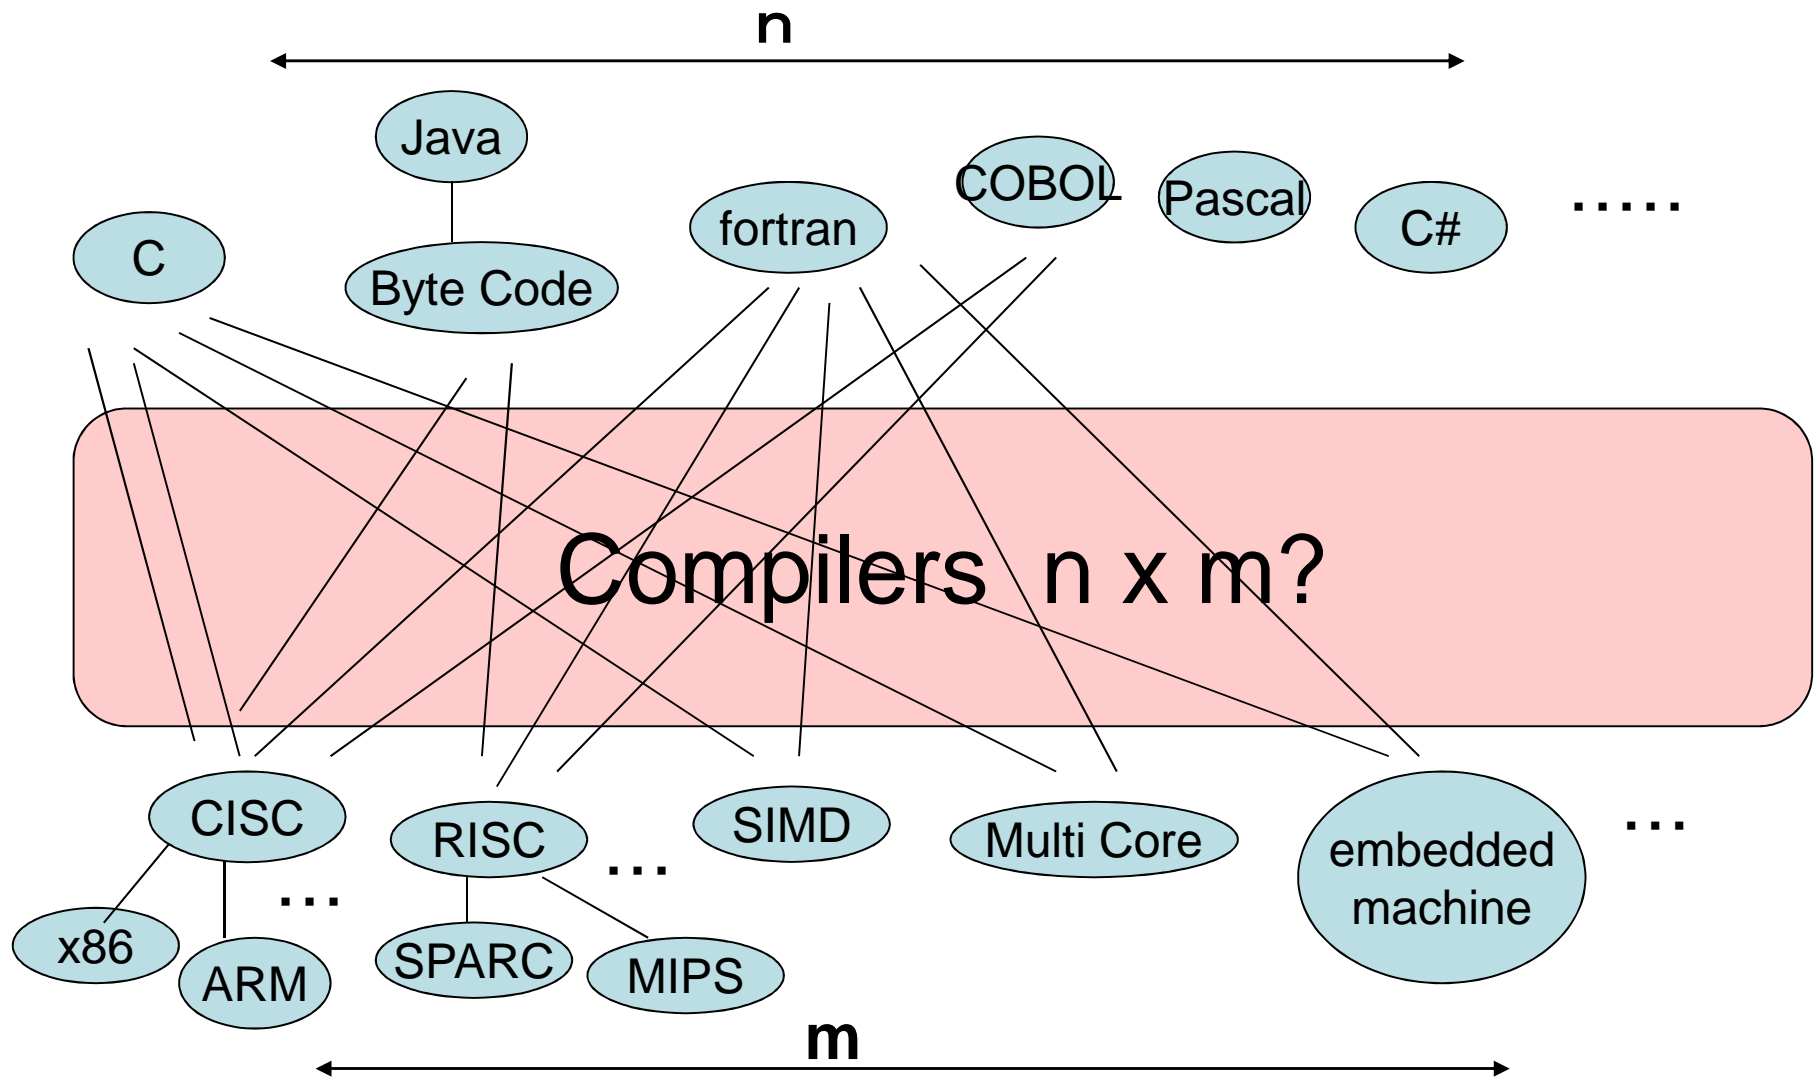 n
Java
COBOL
Pascal
fortran
C#
.....
C
Byte Code
Compilers n x m?
CISC
RISC
...
SIMD
Multi Core
embedded
machine
...
...
x86
ARM
SPARC
MIPS
m